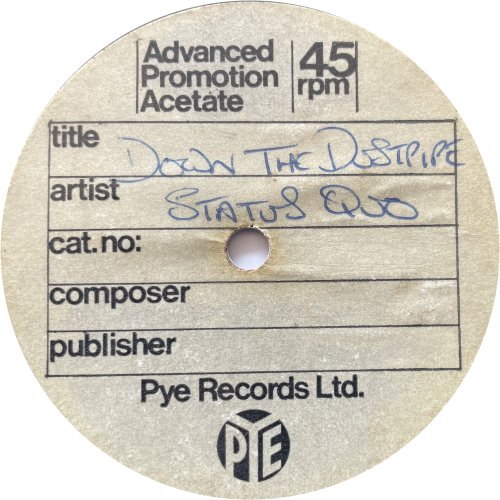 Advanced
Promotion
Acetate
45
rpm
title DOWN THE DUSTPIPE
artist STATUS QUO
cat.no:
composer
publisher
Pye Records Ltd.
PYE